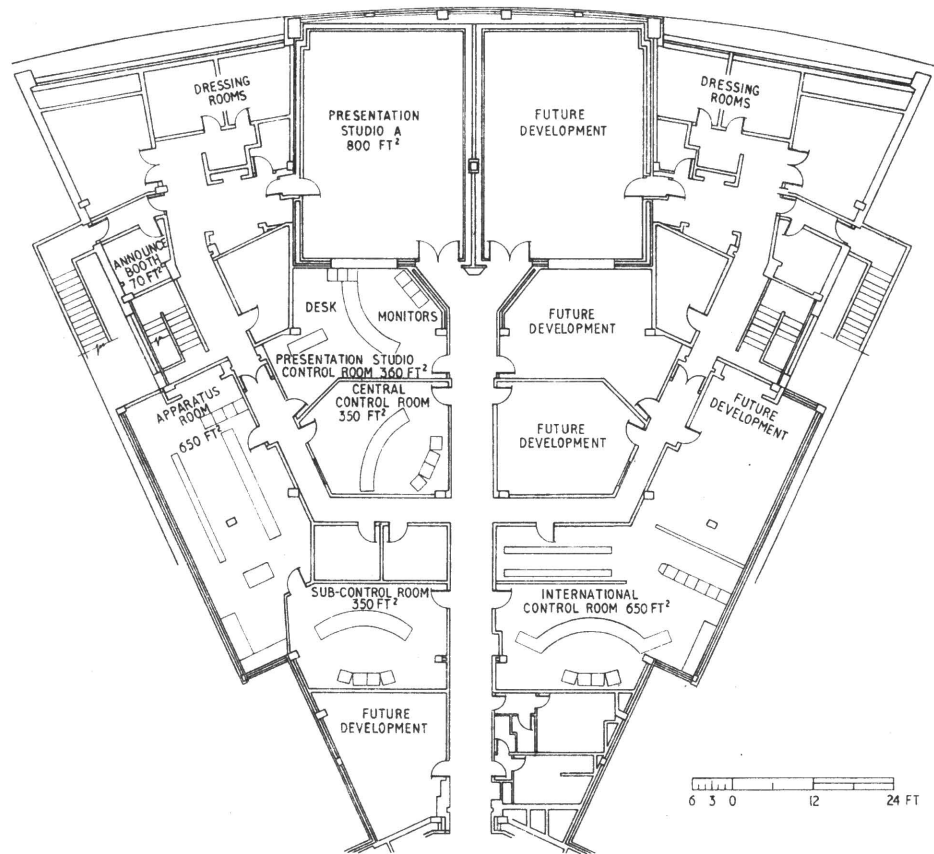 DRESSING
ROOMS
PRESENTATION
STUDIO A
800 FT²
FUTURE
DEVELOPMENT
DRESSING
ROOMS
ANNOUNCE
BOOTH
70 FT²
DESK
MONITORS
PRESENTATION STUDIO
CONTROL ROOM 360 FT²
FUTURE
DEVELOPMENT
APPARATUS
ROOM
650 FT²
CENTRAL
CONTROL ROOM
350 FT²
FUTURE
DEVELOPMENT
FUTURE
DEVELOPMENT
SUB-CONTROL ROOM
350 FT²
INTERNATIONAL
CONTROL ROOM 650 FT²
FUTURE
DEVELOPMENT
6 3 0 12 24 FT